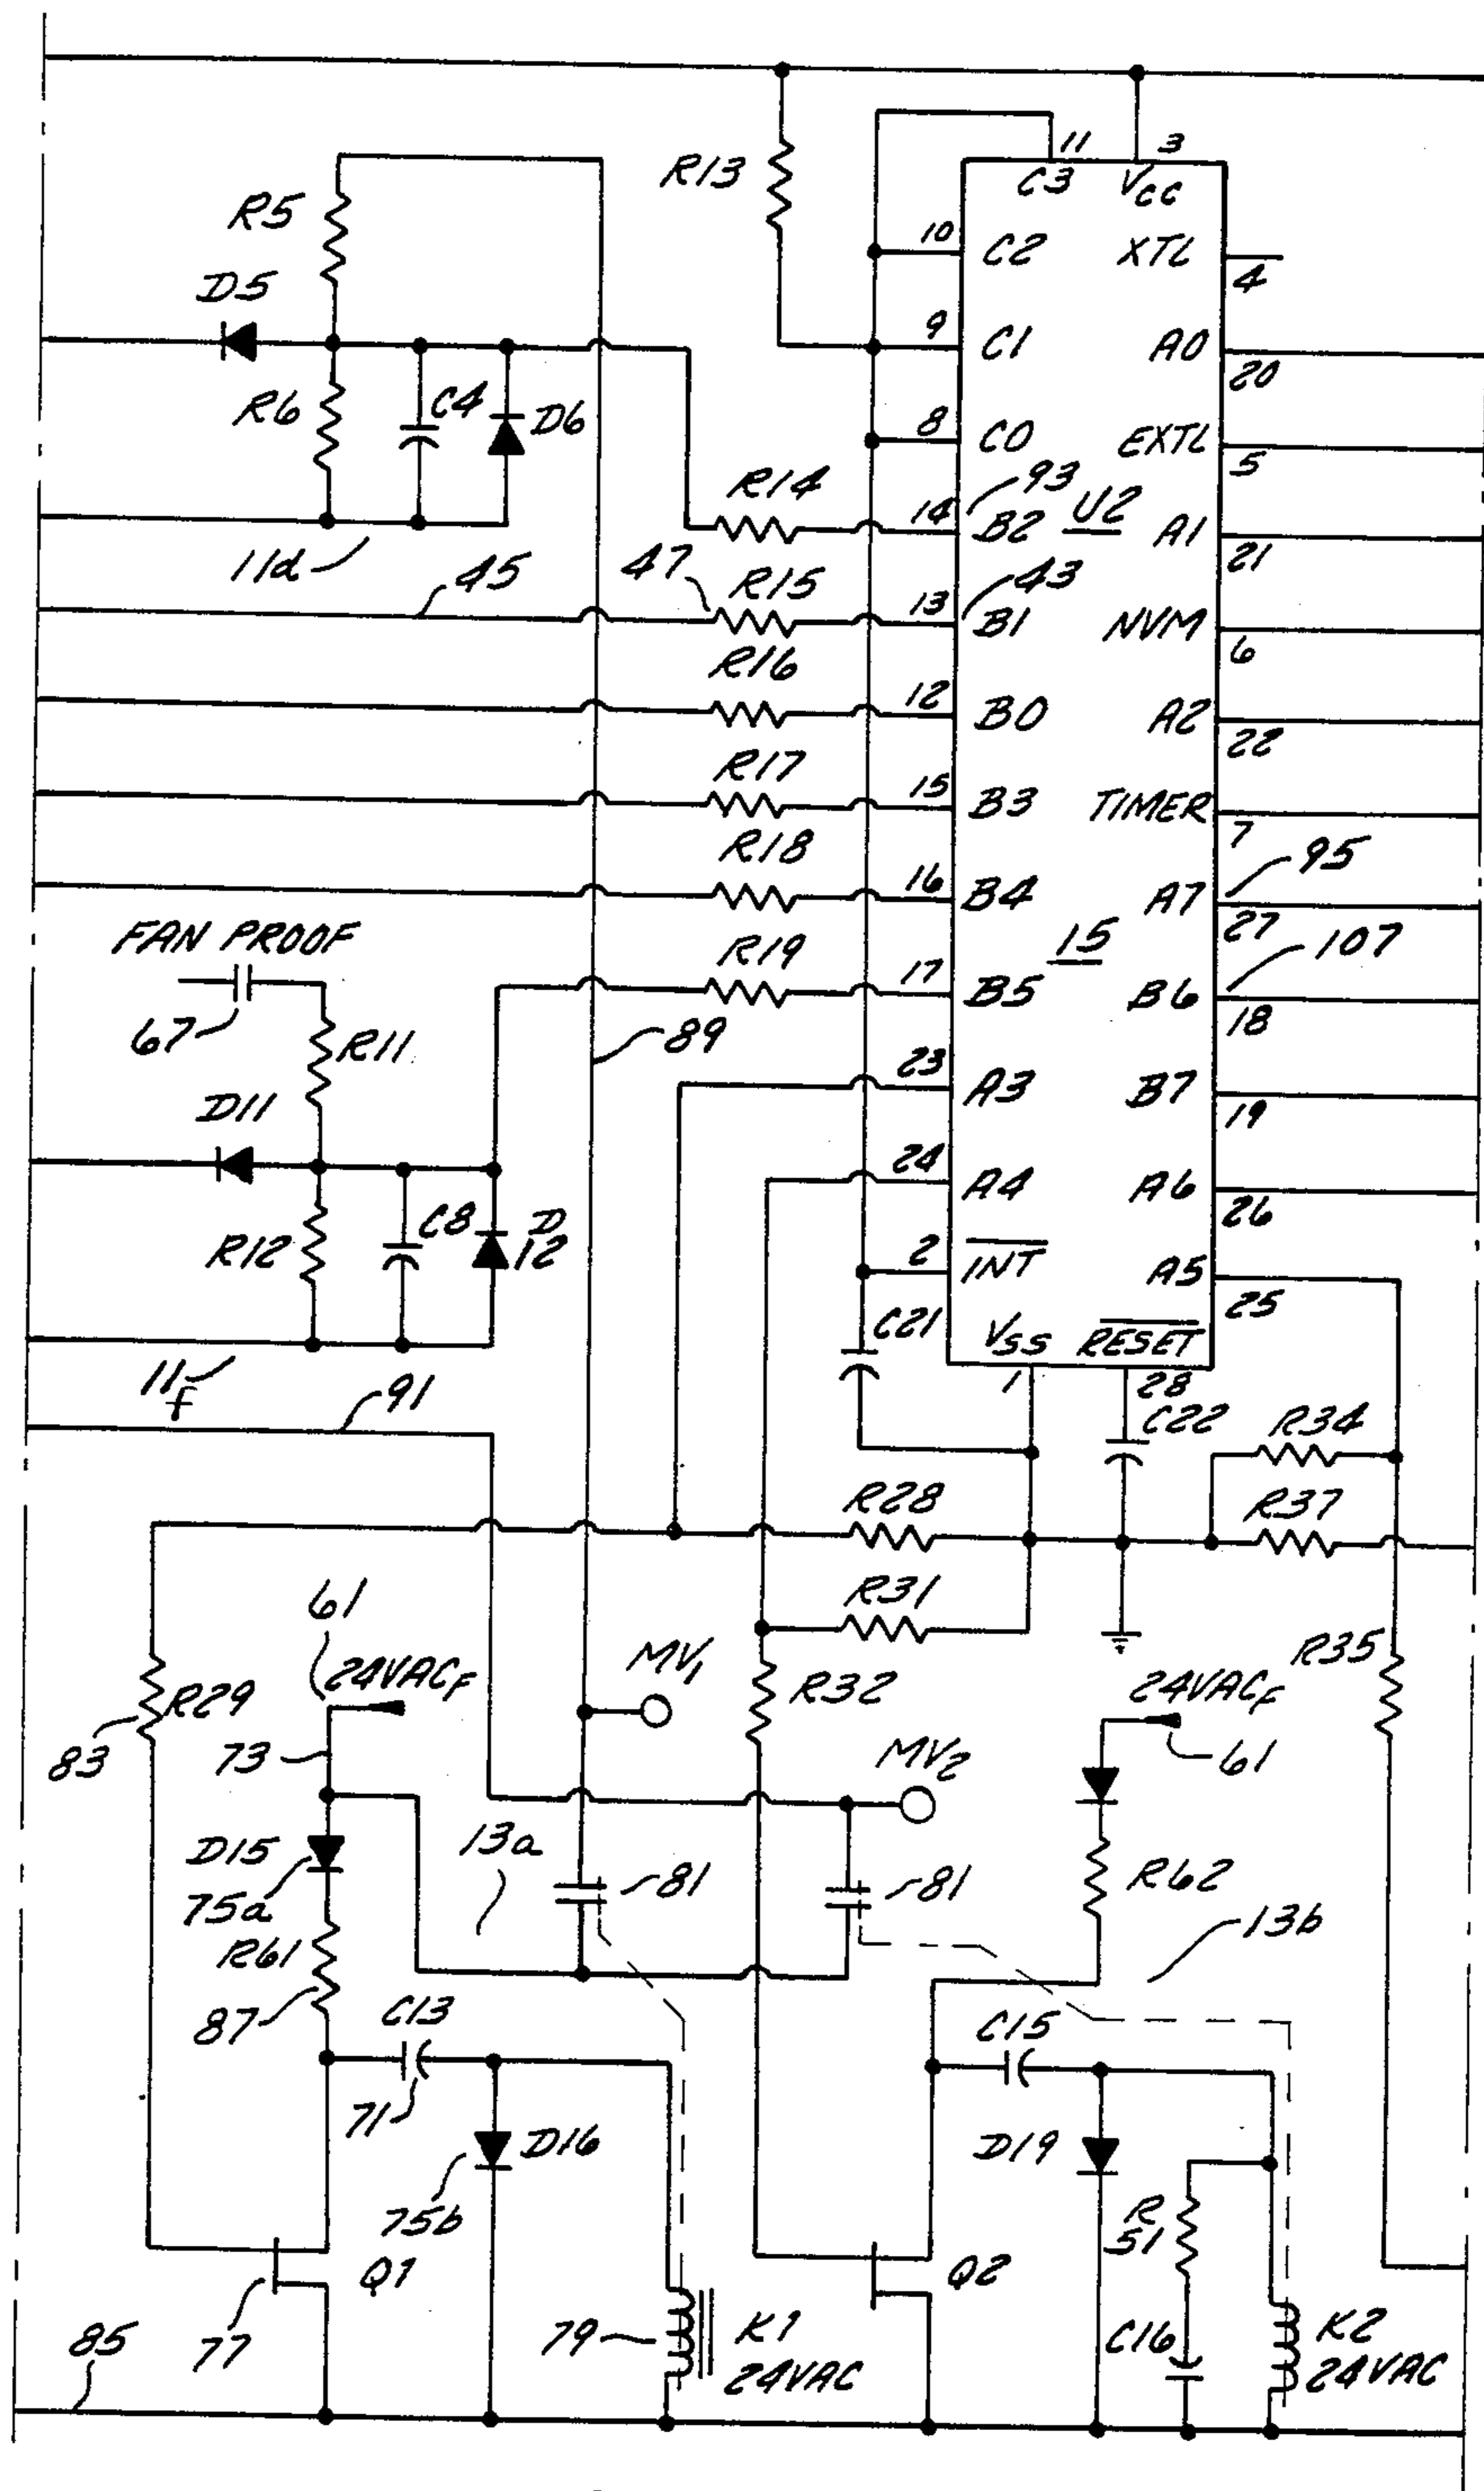 R13
11
3
C3
VCC
R5
10
C2
XTL
4
D5
9
C1
A0
20
R6
C4
D6
8
C0
EXTL
5
R14
14
93
B2
U2
A1
21
11d
45
47
R15
13
43
B1
NVM
6
R16
12
B0
A2
22
R17
15
B3
TIMER
7
R18
16
B4
A7
95
27
FAN PROOF
R19
17
B5
15
B6
107
18
67
R11
89
23
A3
B7
19
D11
24
A4
A6
26
R12
C8
D
12
2
INT
A5
25
C21
VSS
RESET
11
f
91
1
28
C22
R34
R28
R37
61
R31
24VACF
MV1
R32
24VACF
R35
R29
83
73
MV2
61
D15
75a
13a
81
81
R62
13b
R61
87
C13
C15
71
D16
D19
75b
R
51
Q1
Q2
77
85
79
K1
24VAC
C16
K2
24VAC